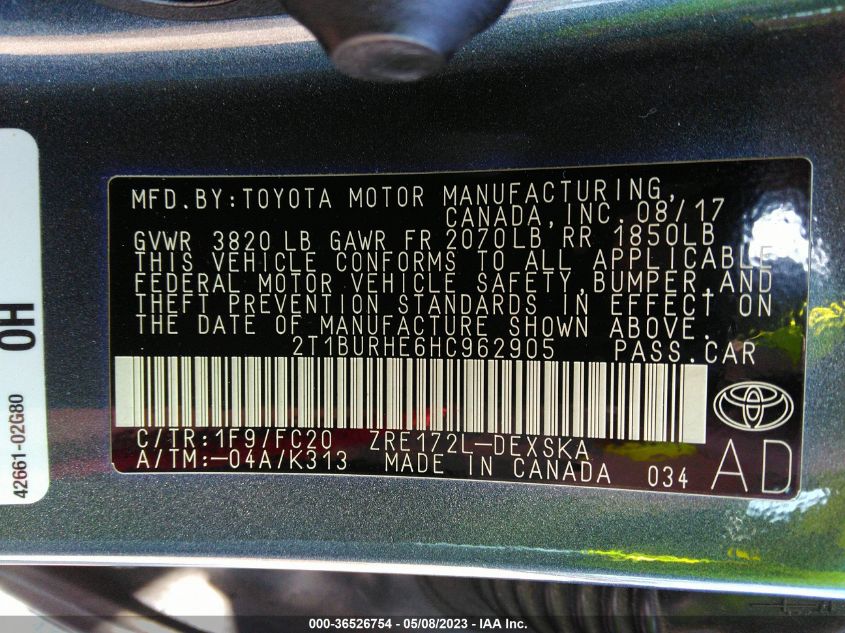 MFD.BY:TOYOTA MOTOR MANUFACTURING,
CANADA,INC. 08/17
GVWR 3820 LB GAWR FR 2070LB RR 1850LB
THIS VEHICLE CONFORMS TO ALL APPLICABLE
FEDERAL MOTOR VEHICLE SAFETY,BUMPER,AND
THEFT PREVENTION STANDARDS IN EFFECT ON
THE DATE OF MANUFACTURE SHOWN ABOVE.
2T1BURHE6HC962905 PASS.CAR
C/TR:1F9/FC20 ZRE172L-DEXSKA
A/TM:-04A/K313 MADE IN CANADA 034
AD
OH
42661-02G80
000-36526754 - 05/08/2023 - IAA Inc.